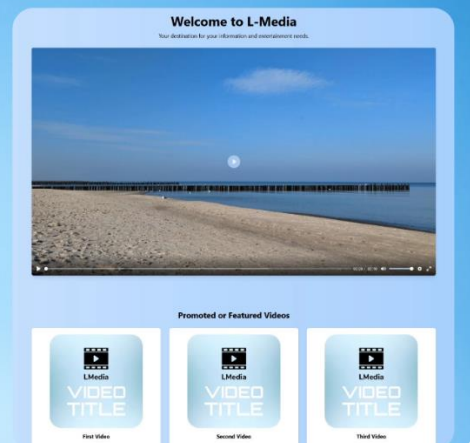 Welcome to L-Media
Your destination for your information and entertainment needs.
Promoted or Featured Videos
LMedia
VIDEO
TITLE
First Video
LMedia
VIDEO
TITLE
Second Video
LMedia
VIDEO
TITLE
Third Video